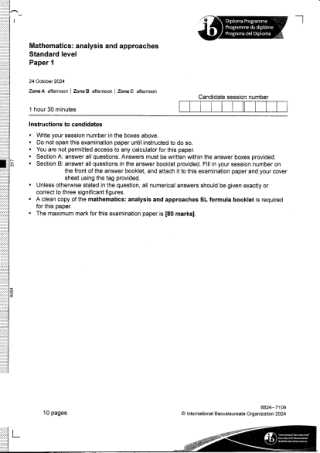 Diploma Programme
Programme du diplôme
Programa del Diploma
Mathematics: analysis and approaches
Standard level
Paper 1
24 October 2024
Zone A afternoon | Zone B afternoon | Zone C afternoon
Candidate session number
1 hour 30 minutes
Instructions to candidates
• Write your session number in the boxes above.
• Do not open this examination paper until instructed to do so.
• You are not permitted access to any calculator for this paper.
• Section A: answer all questions. Answers must be written within the answer boxes provided.
• Section B: answer all questions in the answer booklet provided. Fill in your session number on
the front of the answer booklet, and attach it to this examination paper and your cover
sheet using the tag provided.
• Unless otherwise stated in the question, all numerical answers should be given exactly or
correct to three significant figures.
• A clean copy of the mathematics: analysis and approaches SL formula booklet is required
for this paper.
• The maximum mark for this examination paper is [80 marks].
10 pages
8824–7109
© International Baccalaureate Organization 2024